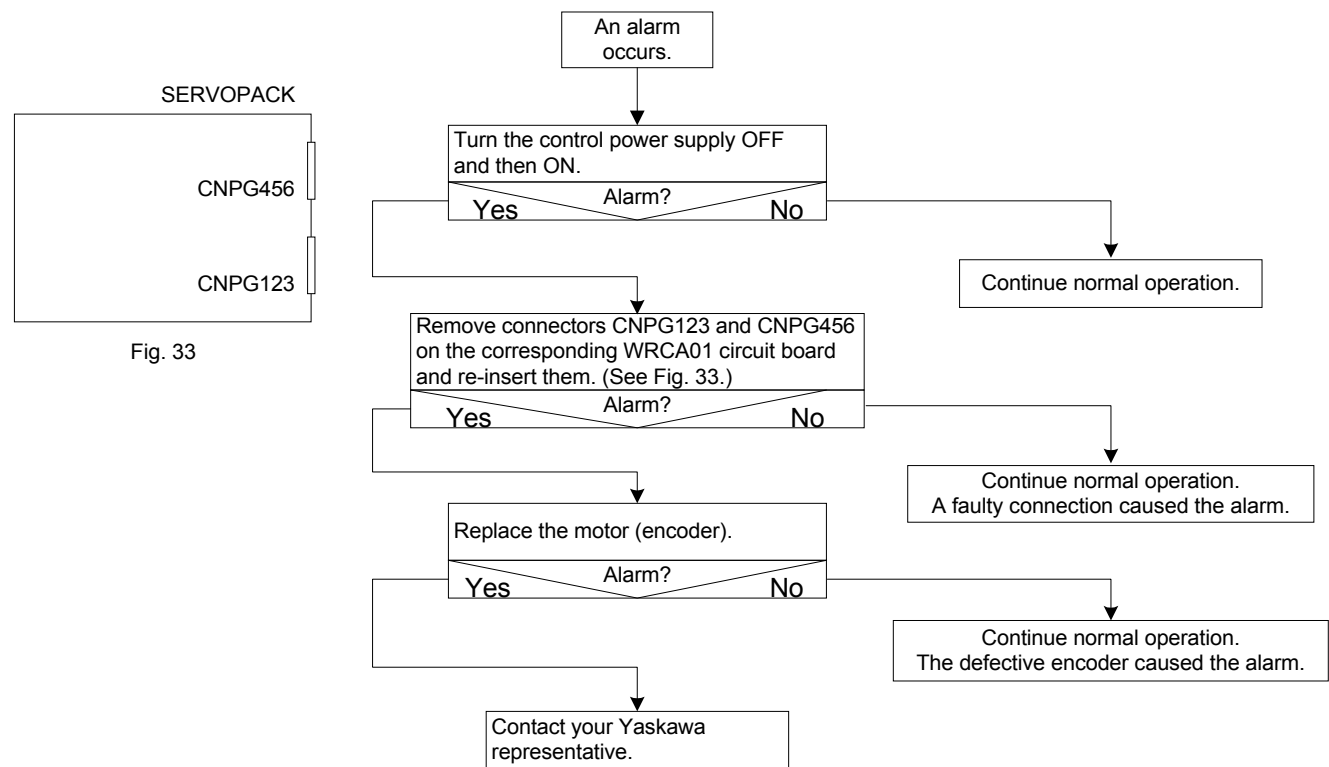 An alarm
occurs.
SERVOPACK
CNPG456
CNPG123
Fig. 33
Turn the control power supply OFF
and then ON.
Alarm?
Yes
No
Continue normal operation.
Remove connectors CNPG123 and CNPG456
on the corresponding WRCA01 circuit board
and re-insert them. (See Fig. 33.)
Alarm?
Yes
No
Continue normal operation.
A faulty connection caused the alarm.
Replace the motor (encoder).
Alarm?
Yes
No
Continue normal operation.
The defective encoder caused the alarm.
Contact your Yaskawa
representative.